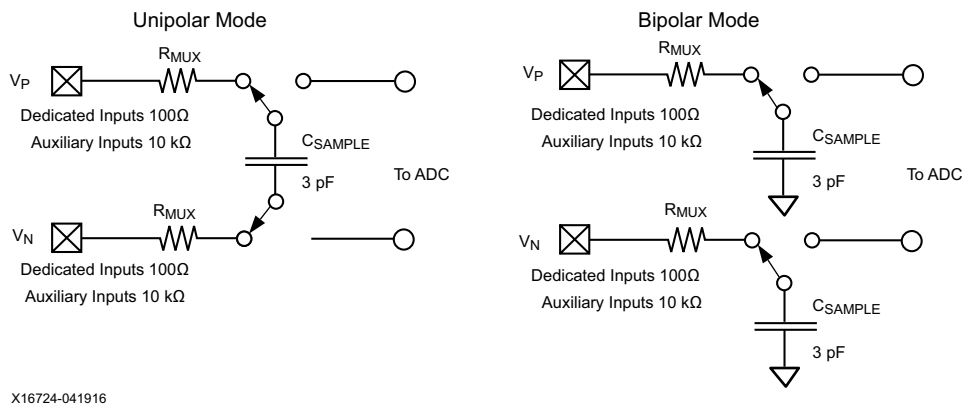 Unipolar Mode
RMUX
VP
Dedicated Inputs 100Ω
Auxiliary Inputs 10 kΩ
CSAMPLE
3 pF
To ADC
RMUX
VN
Dedicated Inputs 100Ω
Auxiliary Inputs 10 kΩ
Bipolar Mode
RMUX
VP
Dedicated Inputs 100Ω
Auxiliary Inputs 10 kΩ
CSAMPLE
3 pF
To ADC
RMUX
VN
Dedicated Inputs 100Ω
Auxiliary Inputs 10 kΩ
CSAMPLE
3 pF
X16724-041916